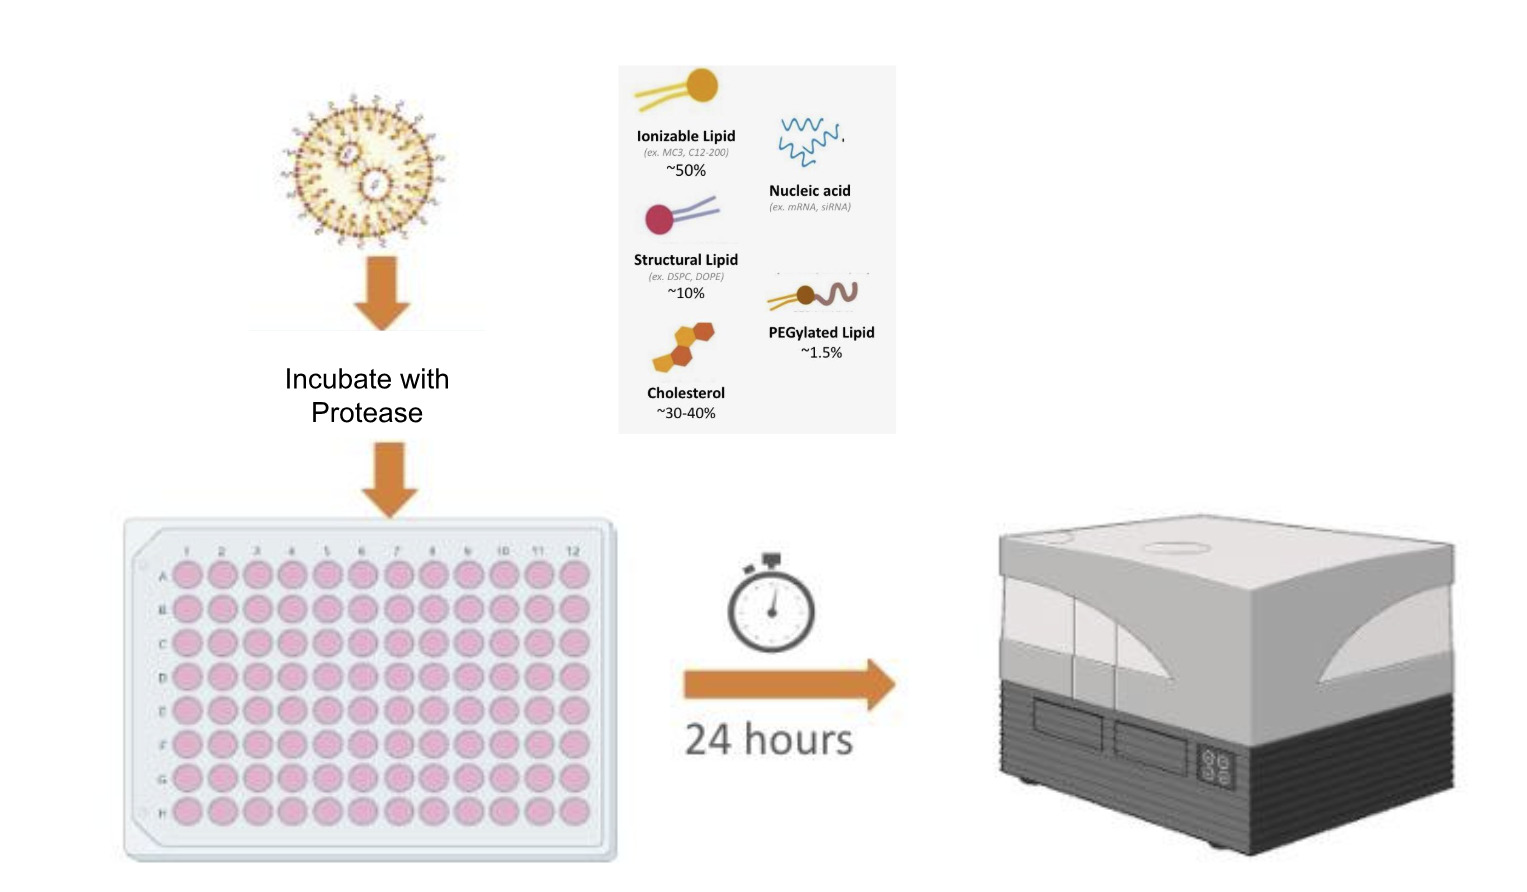 Ionizable Lipid
(ex. MC3, C12-200)
~50%
Nucleic acid
(ex. mRNA, siRNA)
Structural Lipid
(ex. DSPC, DOPE)
~10%
PEGylated Lipid
~1.5%
Cholesterol
~30-40%
Incubate with
Protease
1 2 3 4 5 6 7 8 9 10 11 12
A
B
C
D
E
F
G
H
24 hours